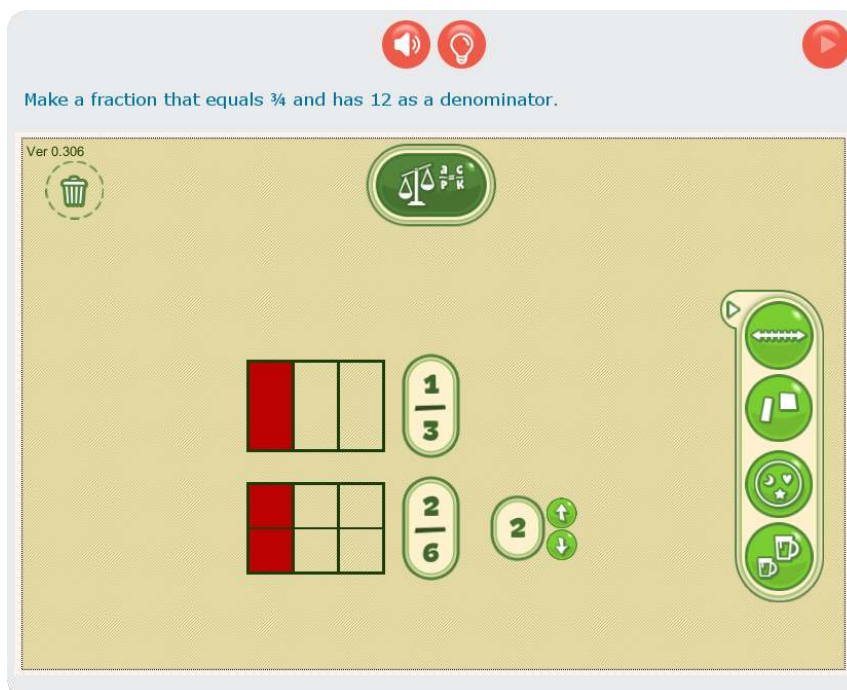 Make a fraction that equals ¾ and has 12 as a denominator.
Ver 0.306
a/P = c/K
1
3
2
6
2